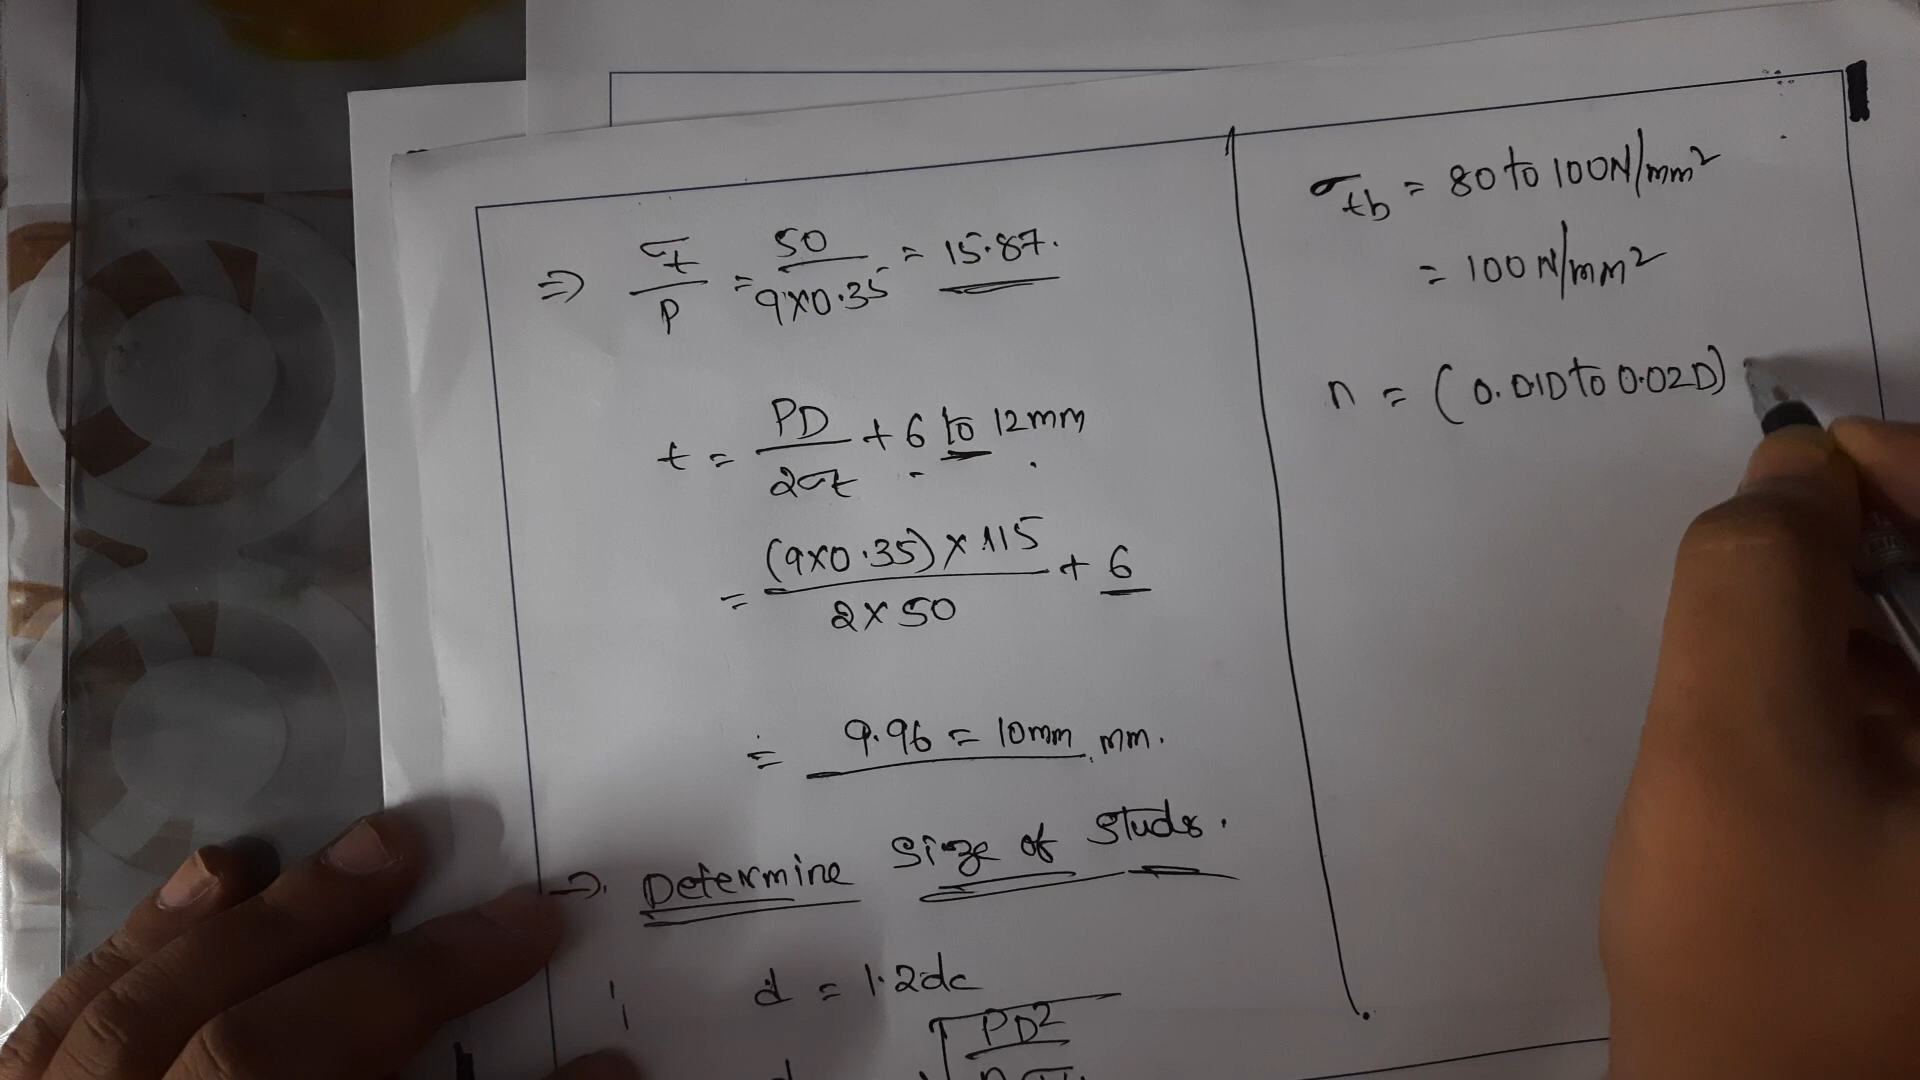 ⇒ σt/P = 50/9×0.35 = 15.87.
t = PD/2σt + 6 to 12mm
= (9×0.35)×115/2×50 + 6
= 9.96 = 10mm mm.
⇒. Determine Size of Studs.
d = 1.2dc
PD²
σtb = 80 to 100N/mm²
= 100 N/mm²
n = (0.01D to 0.02D)